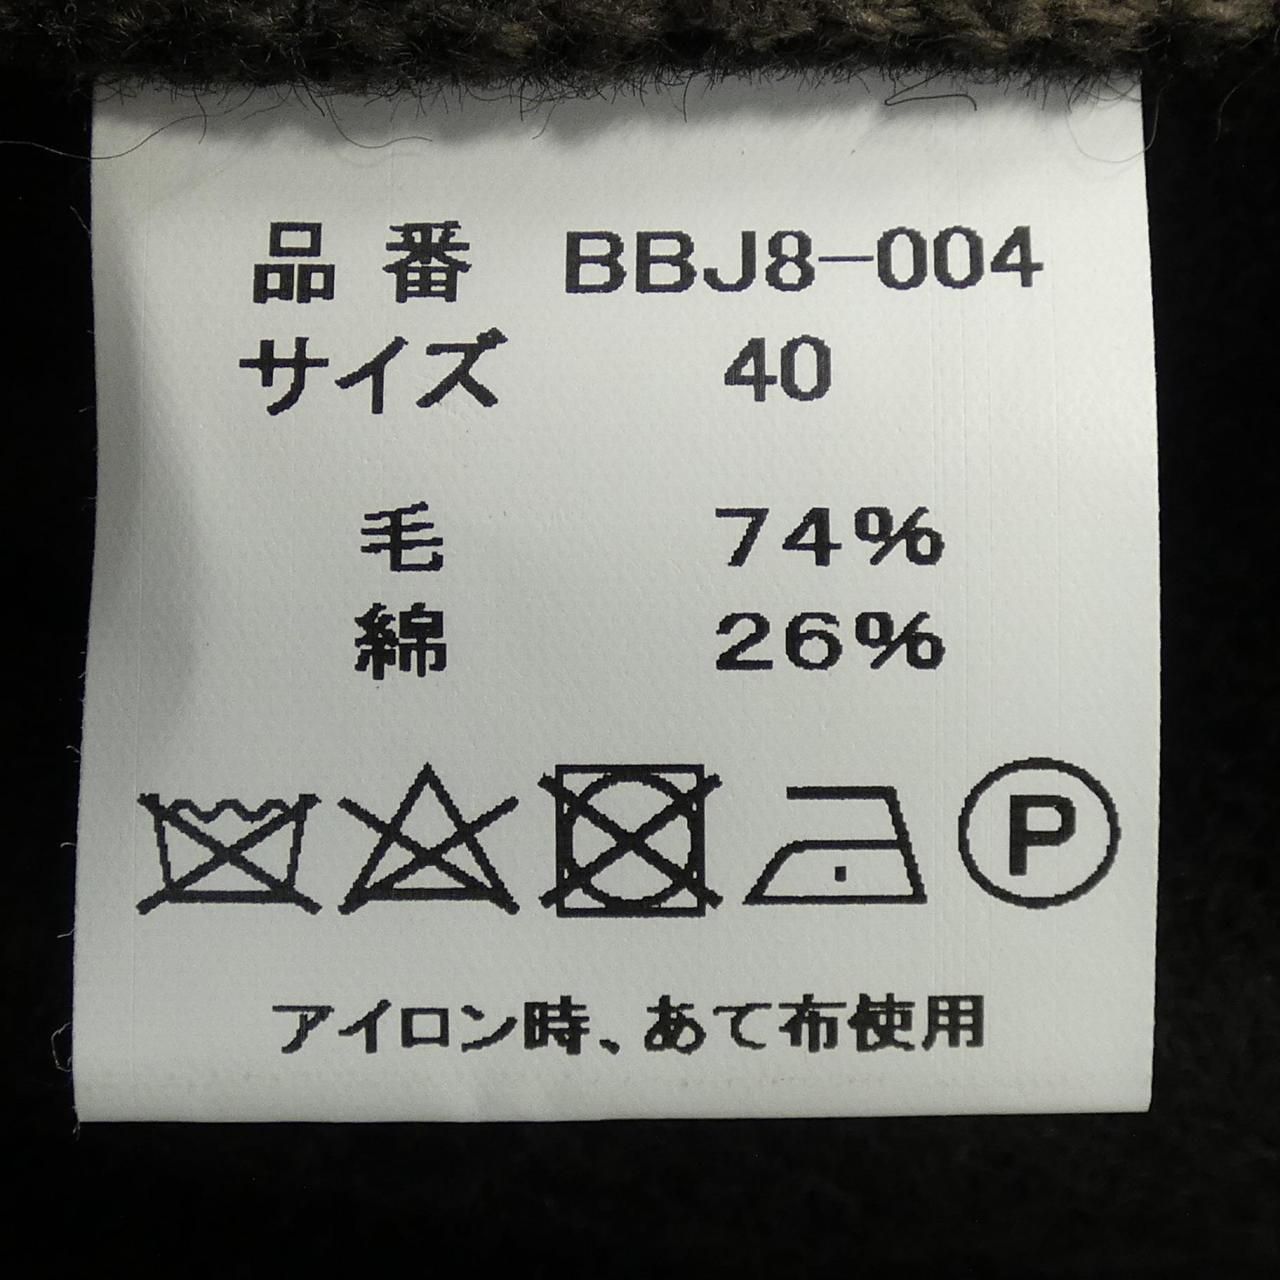 品番 BBJ8-004
サイズ 40
毛 74%
綿 26%
P
アイロン時、あて布使用